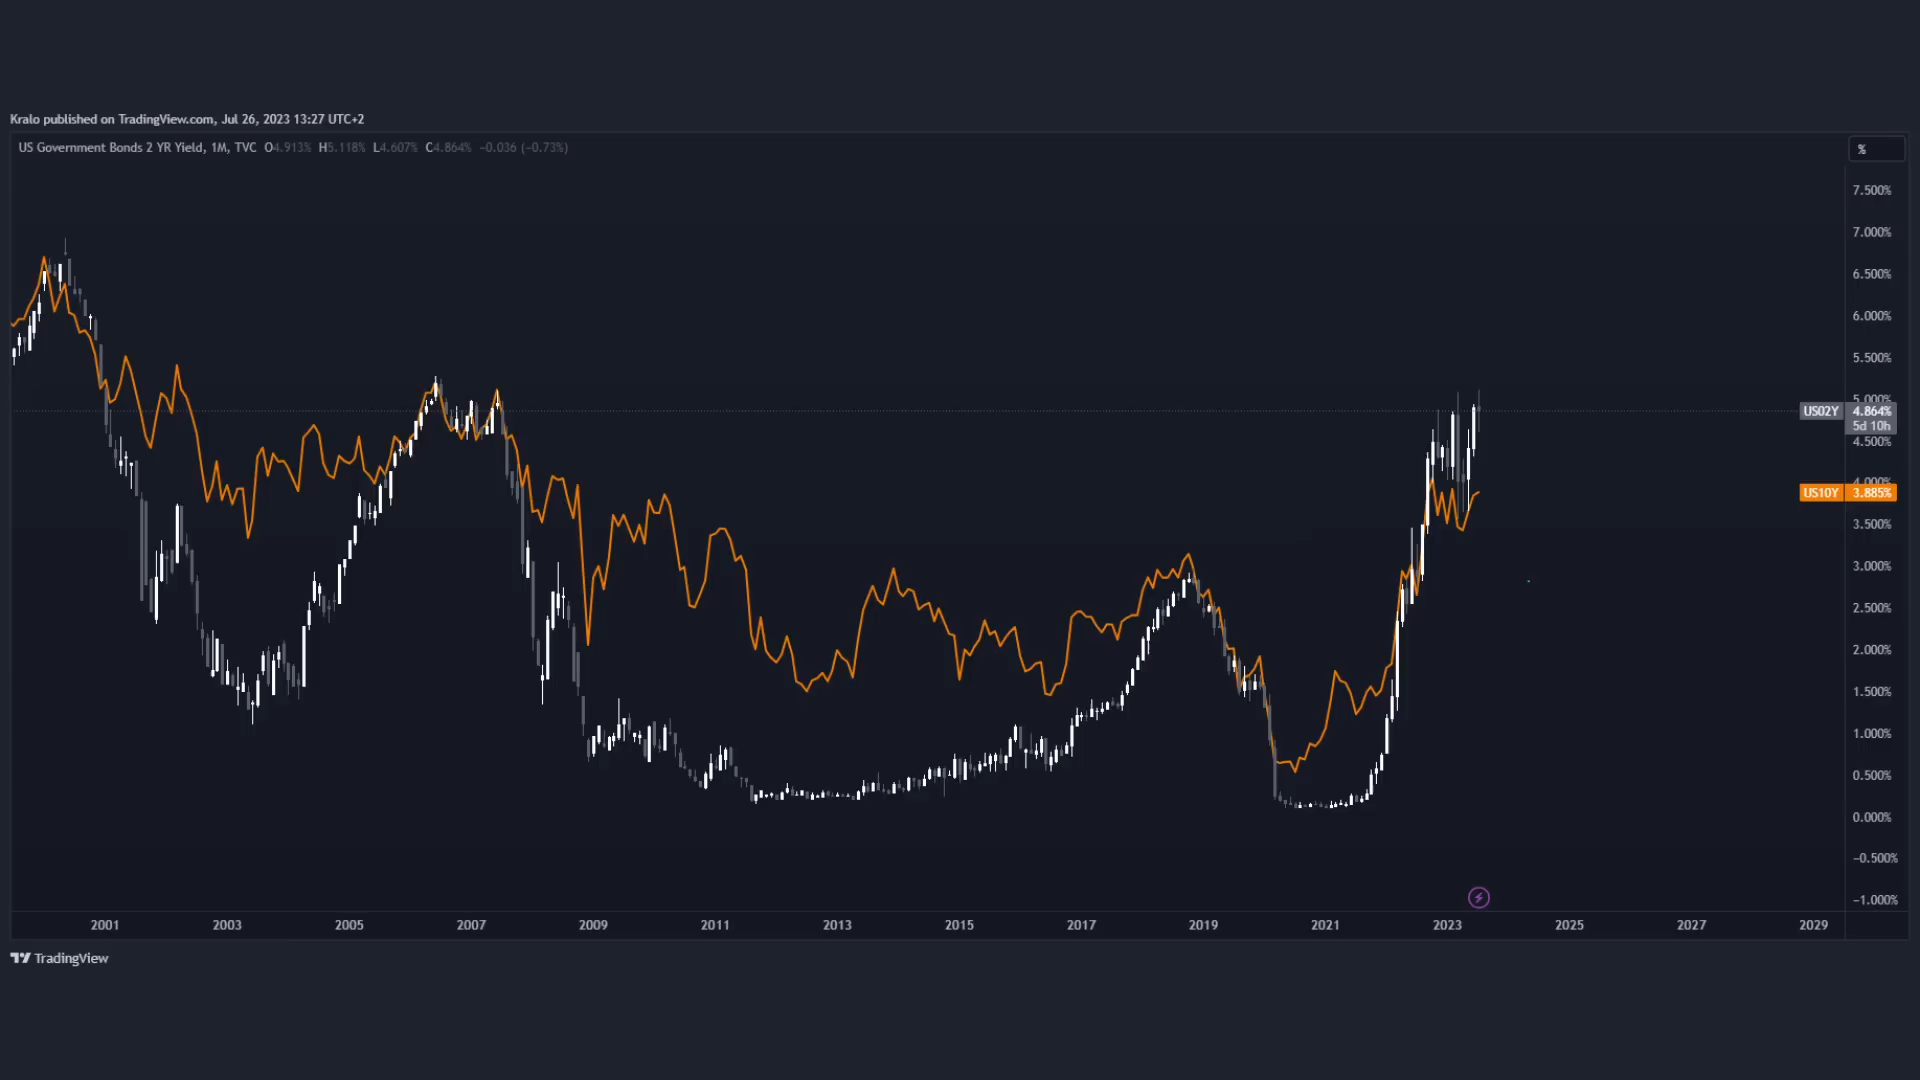 Kralo published on TradingView.com, Jul 26, 2023 13:27 UTC+2
US Government Bonds 2 YR Yield, 1M, TVC O4.913% H5.118% L4.607% C4.864% −0.036 (−0.73%)
%
7.500%
7.000%
6.500%
6.000%
5.500%
5.000%
US02Y 4.864%
5d 10h
4.500%
4.000%
US10Y 3.885%
3.500%
3.000%
2.500%
2.000%
1.500%
1.000%
0.500%
0.000%
−0.500%
−1.000%
2001 2003 2005 2007 2009 2011 2013 2015 2017 2019 2021 2023 2025 2027 2029
TradingView